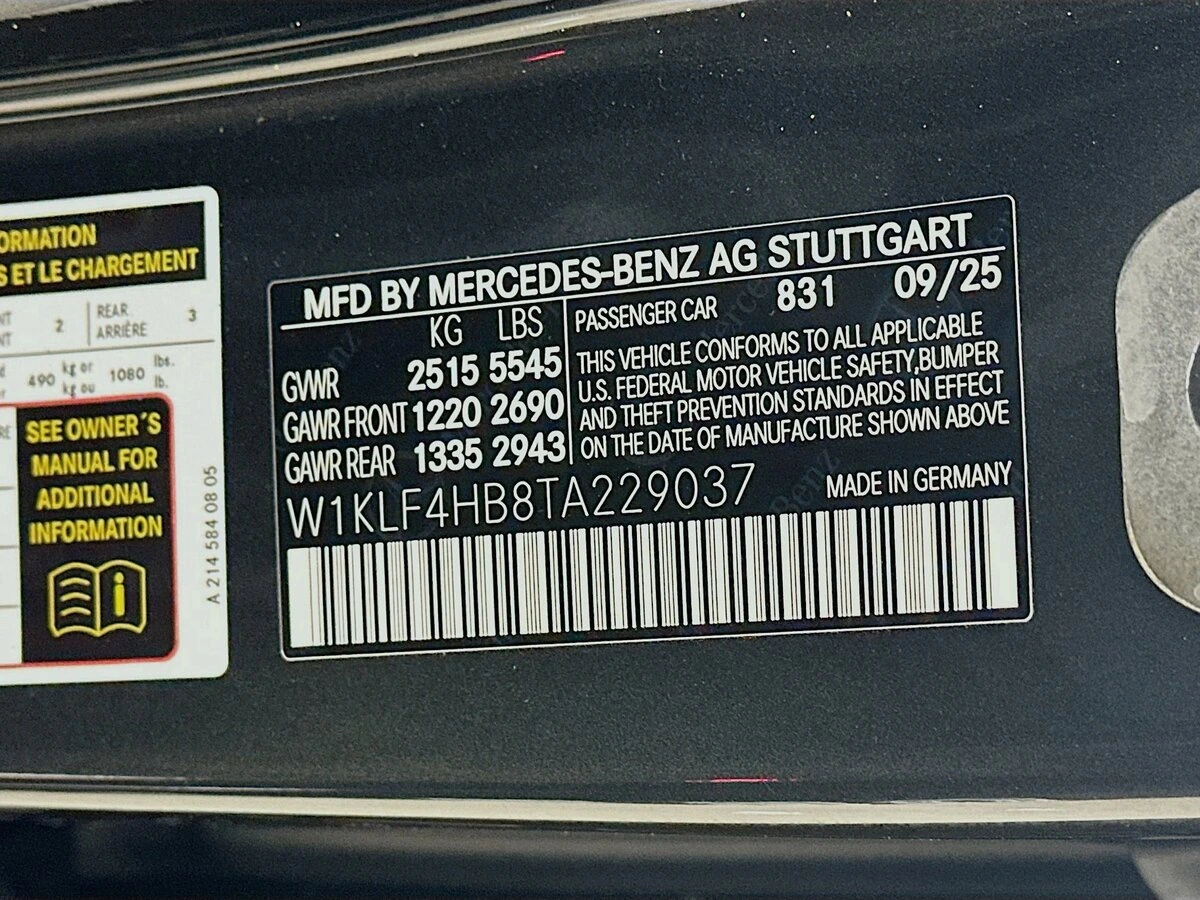 ORMATION
S ET LE CHARGEMENT
NT 2 REAR 3
NT ARRIÈRE
490 kg or 1080 lbs.
kg ou lb.
RE
SEE OWNER´S
MANUAL FOR
ADDITIONAL
INFORMATION
i
A 214 584 08 05
MFD BY MERCEDES-BENZ AG STUTTGART
KG LBS
GVWR 2515 5545
GAWR FRONT 1220 2690
GAWR REAR 1335 2943
PASSENGER CAR 831 09/25
THIS VEHICLE CONFORMS TO ALL APPLICABLE
U.S. FEDERAL MOTOR VEHICLE SAFETY,BUMPER
AND THEFT PREVENTION STANDARDS IN EFFECT
ON THE DATE OF MANUFACTURE SHOWN ABOVE
W1KLF4HB8TA229037 MADE IN GERMANY